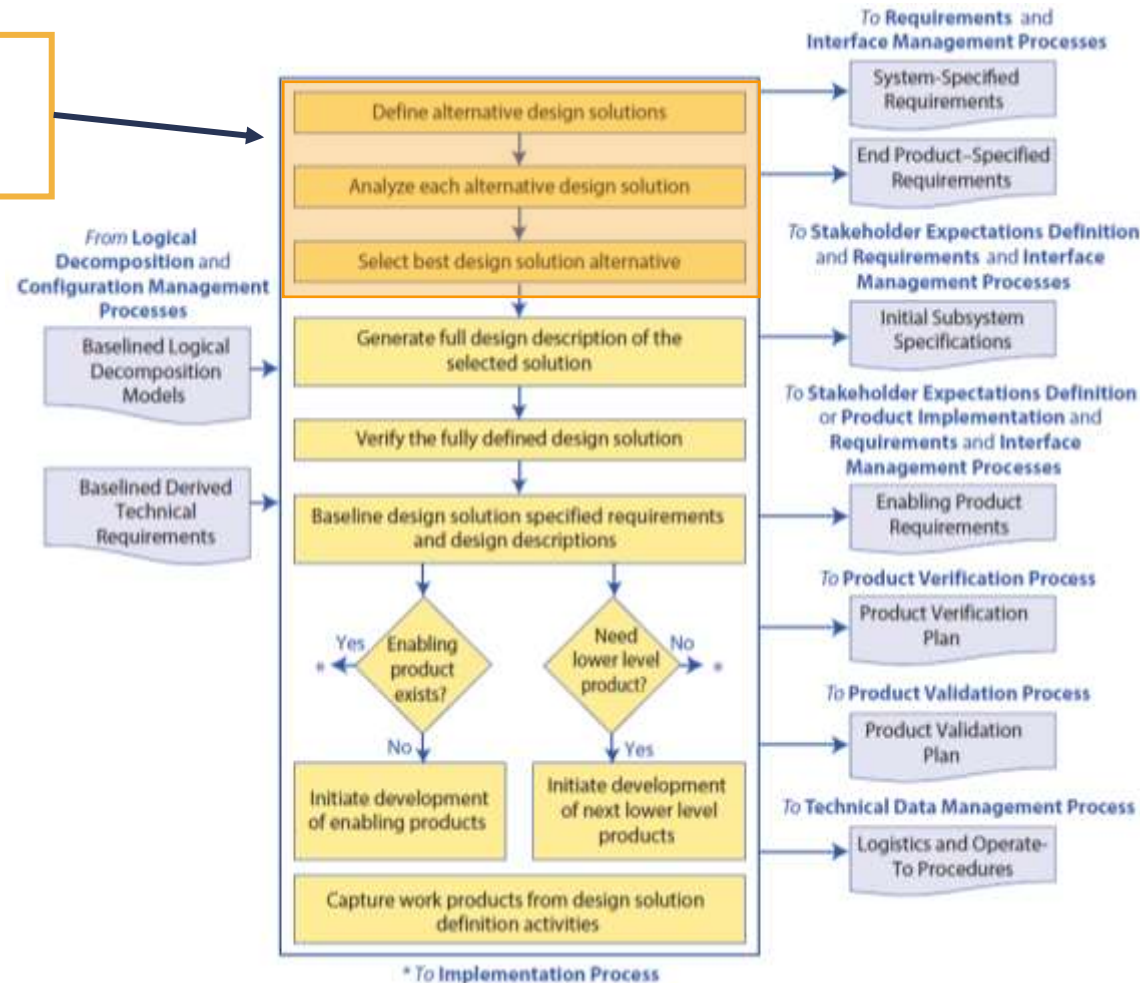 To Requirements and
Interface Management Processes
System-Specified
Requirements
End Product–Specified
Requirements
To Stakeholder Expectations Definition
and Requirements and Interface
Management Processes
Initial Subsystem
Specifications
To Stakeholder Expectations Definition
or Product Implementation and
Requirements and Interface
Management Processes
Enabling Product
Requirements
To Product Verification Process
Product Verification
Plan
To Product Validation Process
Product Validation
Plan
To Technical Data Management Process
Logistics and Operate-
To Procedures
From Logical
Decomposition and
Configuration Management
Processes
Baselined Logical
Decomposition
Models
Baselined Derived
Technical
Requirements
Define alternative design solutions
Analyze each alternative design solution
Select best design solution alternative
Generate full design description of the
selected solution
Verify the fully defined design solution
Baseline design solution specified requirements
and design descriptions
Yes
*
Enabling
product
exists?
No
Need
lower level
product?
No
*
Yes
Initiate development
of enabling products
Initiate development
of next lower level
products
Capture work products from design solution
definition activities
* To Implementation Process